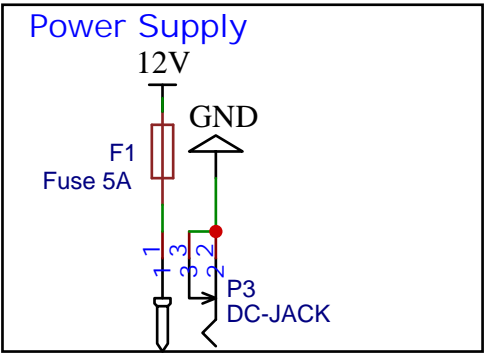 Power Supply
12V
GND
F1
Fuse 5A
1 3 2
1 3 2
P3
DC-JACK